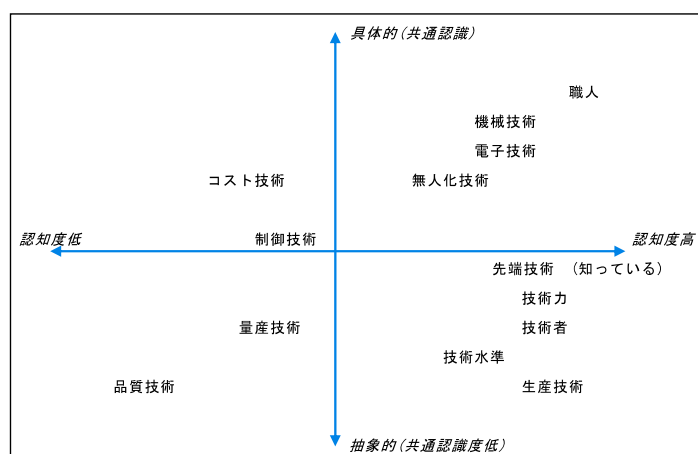 具体的(共通認識)
職人
機械技術
電子技術
コスト技術 無人化技術
認知度低 制御技術 認知度高
先端技術 (知っている)
技術力
量産技術 技術者
技術水準
品質技術 生産技術
抽象的(共通認識度低)